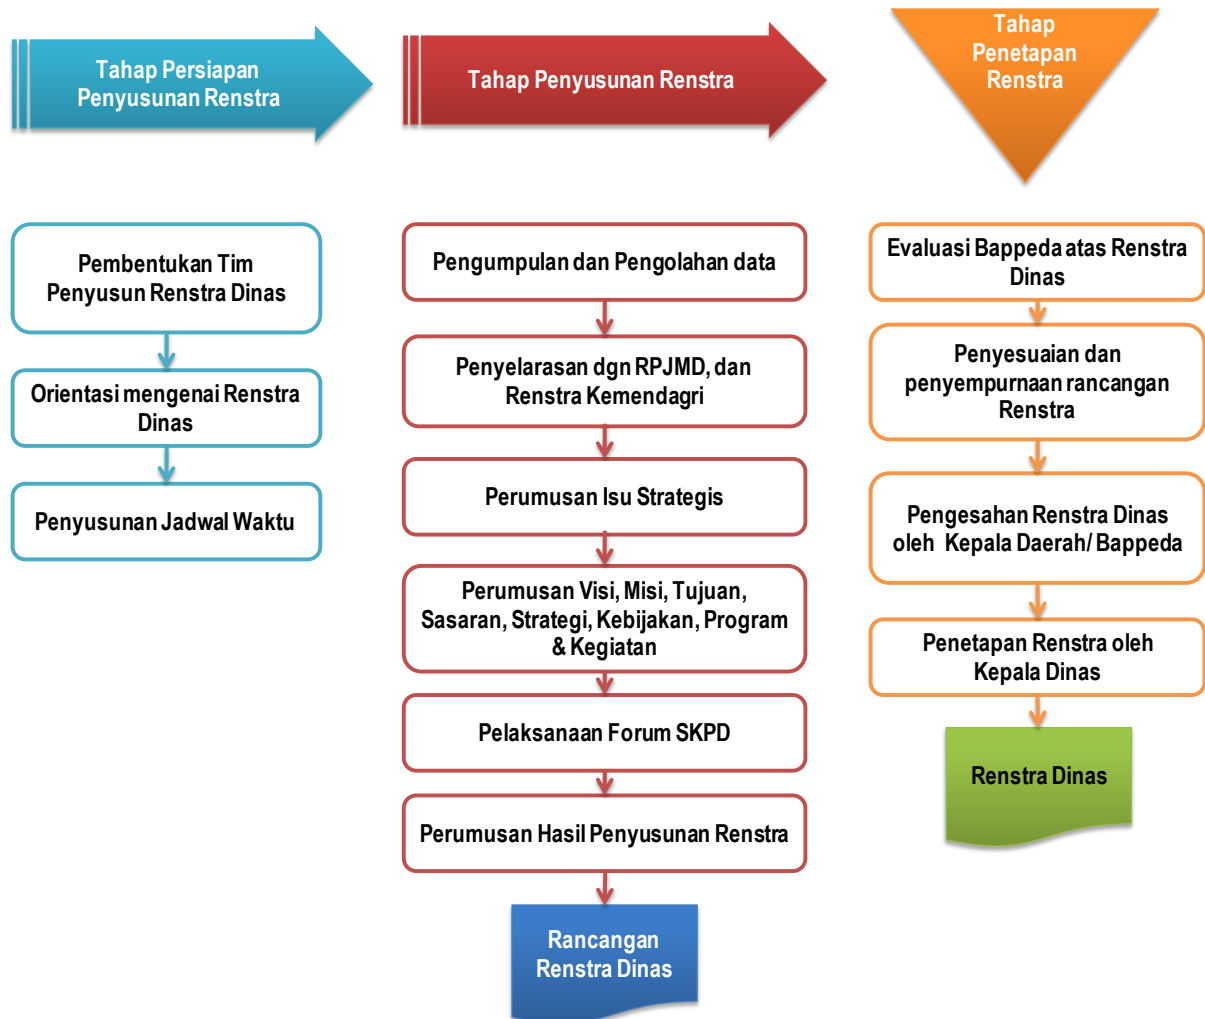 Tahap Persiapan
Penyusunan Renstra
Tahap Penyusunan Renstra
Tahap
Penetapan
Renstra
Pembentukan Tim
Penyusun Renstra Dinas
Orientasi mengenai Renstra
Dinas
Penyusunan Jadwal Waktu
Pengumpulan dan Pengolahan data
Penyelarasan dgn RPJMD, dan
Renstra Kemendagri
Perumusan Isu Strategis
Perumusan Visi, Misi, Tujuan,
Sasaran, Strategi, Kebijakan, Program
& Kegiatan
Pelaksanaan Forum SKPD
Perumusan Hasil Penyusunan Renstra
Rancangan
Renstra Dinas
Evaluasi Bappeda atas Renstra
Dinas
Penyesuaian dan
penyempurnaan rancangan
Renstra
Pengesahan Renstra Dinas
oleh Kepala Daerah/ Bappeda
Penetapan Renstra oleh
Kepala Dinas
Renstra Dinas